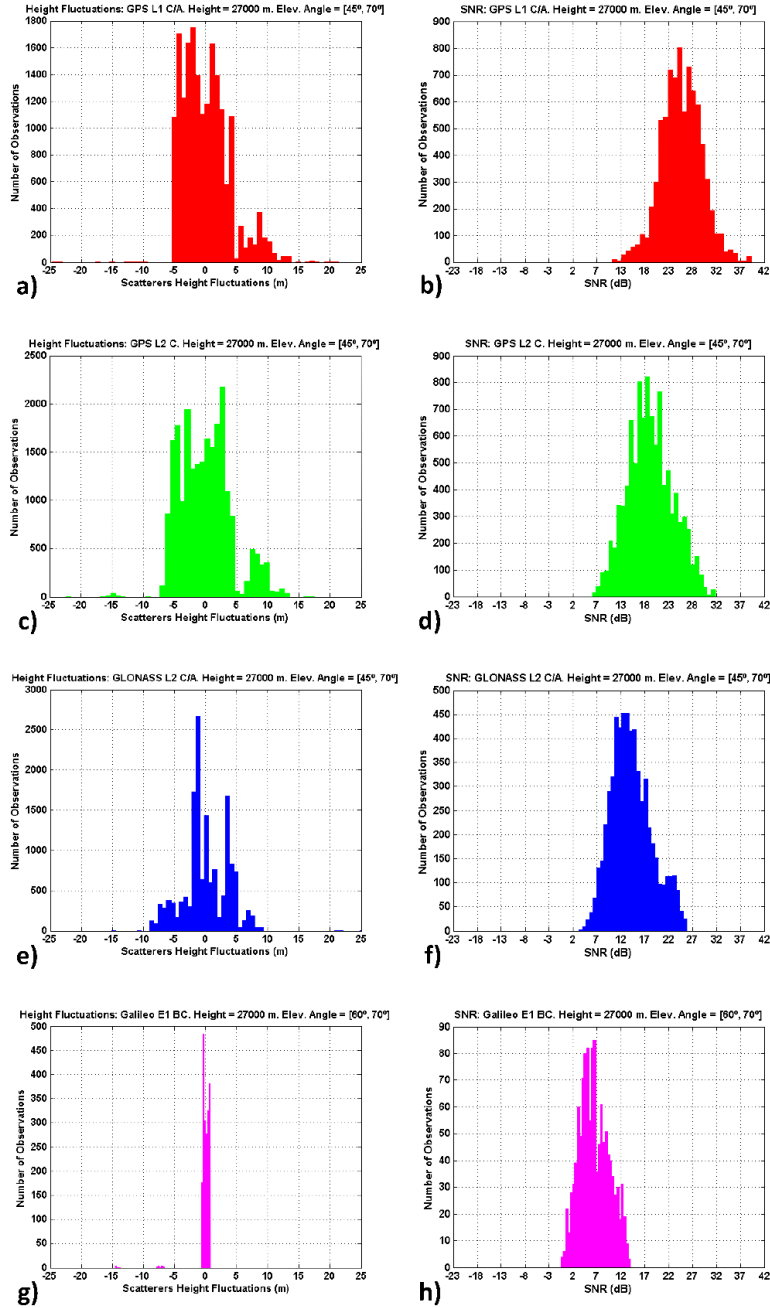 Height Fluctuations: GPS L1 C/A. Height = 27000 m. Elev. Angle = [45º, 70º]
1800
1600
1400
1200
1000
800
600
400
200
0
Number of Observations
-25 -20 -15 -10 -5 0 5 10 15 20 25
Scatterers Height Fluctuations (m)
a)
SNR: GPS L1 C/A. Height = 27000 m. Elev. Angle = [45º, 70º]
900
800
700
600
500
400
300
200
100
0
Number of Observations
-23 -18 -13 -8 -3 2 7 13 18 23 28 32 37 42
SNR (dB)
b)
Height Fluctuations: GPS L2 C. Height = 27000 m. Elev. Angle = [45º, 70º]
2500
2000
1500
1000
500
0
Number of Observations
-25 -20 -15 -10 -5 0 5 10 15 20 25
Scatterers Height Fluctuations (m)
c)
SNR: GPS L2 C. Height = 27000 m. Elev. Angle = [45º, 70º]
900
800
700
600
500
400
300
200
100
0
Number of Observations
-23 -18 -13 -8 -3 2 7 13 18 23 28 32 37 42
SNR (dB)
d)
Height Fluctuations: GLONASS L2 C/A. Height = 27000 m. Elev. Angle = [45º, 70º]
3000
2500
2000
1500
1000
500
0
Number of Observations
-25 -20 -15 -10 -5 0 5 10 15 20 25
Scatterers Height Fluctuations (m)
e)
SNR: GLONASS L2 C/A. Height = 27000 m. Elev. Angle = [45º, 70º]
500
450
400
350
300
250
200
150
100
50
0
Number of Observations
-23 -18 -13 -8 -3 2 7 12 18 23 27 32 37 42
SNR (dB)
f)
Height Fluctuations: Galileo E1 BC. Height = 27000 m. Elev. Angle = [60º, 70º]
500
450
400
350
300
250
200
150
100
50
0
Number of Observations
-25 -20 -15 -10 -5 0 5 10 15 20 25
Scatterers Height Fluctuations (m)
g)
SNR: Galileo E1 BC. Height = 27000 m. Elev. Angle = [60º, 70º]
90
80
70
60
50
40
30
20
10
0
Number of Observations
-23 -18 -13 -8 -3 2 7 12 18 23 27 32 37 42
SNR (dB)
h)